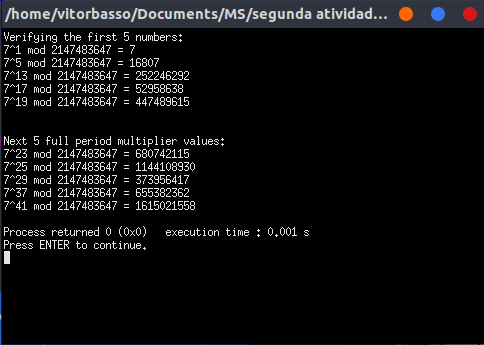 /home/vitorbasso/Documents/MS/segunda atividad...
Verifying the first 5 numbers:
7^1 mod 2147483647 = 7
7^5 mod 2147483647 = 16807
7^13 mod 2147483647 = 252246292
7^17 mod 2147483647 = 52958638
7^19 mod 2147483647 = 447489615
Next 5 full period multiplier values:
7^23 mod 2147483647 = 680742115
7^25 mod 2147483647 = 1144108930
7^29 mod 2147483647 = 373956417
7^37 mod 2147483647 = 655382362
7^41 mod 2147483647 = 1615021558
Process returned 0 (0x0)   execution time : 0.001 s
Press ENTER to continue.